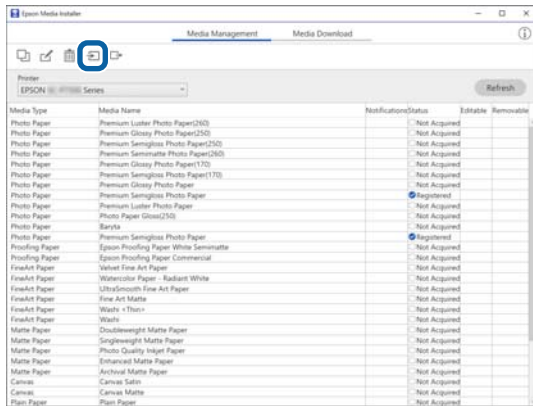 Epson Media Installer
Media Management Media Download
Printer
EPSON Series
Refresh
Media Type Media Name Notifications Status Editable Removable
Photo Paper Premium Luster Photo Paper(260) Not Acquired
Photo Paper Premium Glossy Photo Paper(250) Not Acquired
Photo Paper Premium Semigloss Photo Paper(250) Not Acquired
Photo Paper Premium Semimatte Photo Paper(260) Not Acquired
Photo Paper Premium Glossy Photo Paper(170) Not Acquired
Photo Paper Premium Semigloss Photo Paper(170) Not Acquired
Photo Paper Premium Glossy Photo Paper Not Acquired
Photo Paper Premium Semigloss Photo Paper Registered
Photo Paper Premium Luster Photo Paper Not Acquired
Photo Paper Photo Paper Gloss(250) Not Acquired
Photo Paper Baryta Not Acquired
Photo Paper Premium Semigloss Photo Paper Registered
Proofing Paper Epson Proofing Paper White Semimatte Not Acquired
Proofing Paper Epson Proofing Paper Commercial Not Acquired
FineArt Paper Velvet Fine Art Paper Not Acquired
FineArt Paper Watercolor Paper - Radiant White Not Acquired
FineArt Paper UltraSmooth Fine Art Paper Not Acquired
FineArt Paper Fine Art Matte Not Acquired
FineArt Paper Washi <Thin> Not Acquired
FineArt Paper Washi Not Acquired
Matte Paper Doubleweight Matte Paper Not Acquired
Matte Paper Singleweight Matte Paper Not Acquired
Matte Paper Photo Quality Inkjet Paper Not Acquired
Matte Paper Enhanced Matte Paper Not Acquired
Matte Paper Archival Matte Paper Not Acquired
Canvas Canvas Satin Not Acquired
Canvas Canvas Matte Not Acquired
Plain Paper Plain Paper Not Acquired